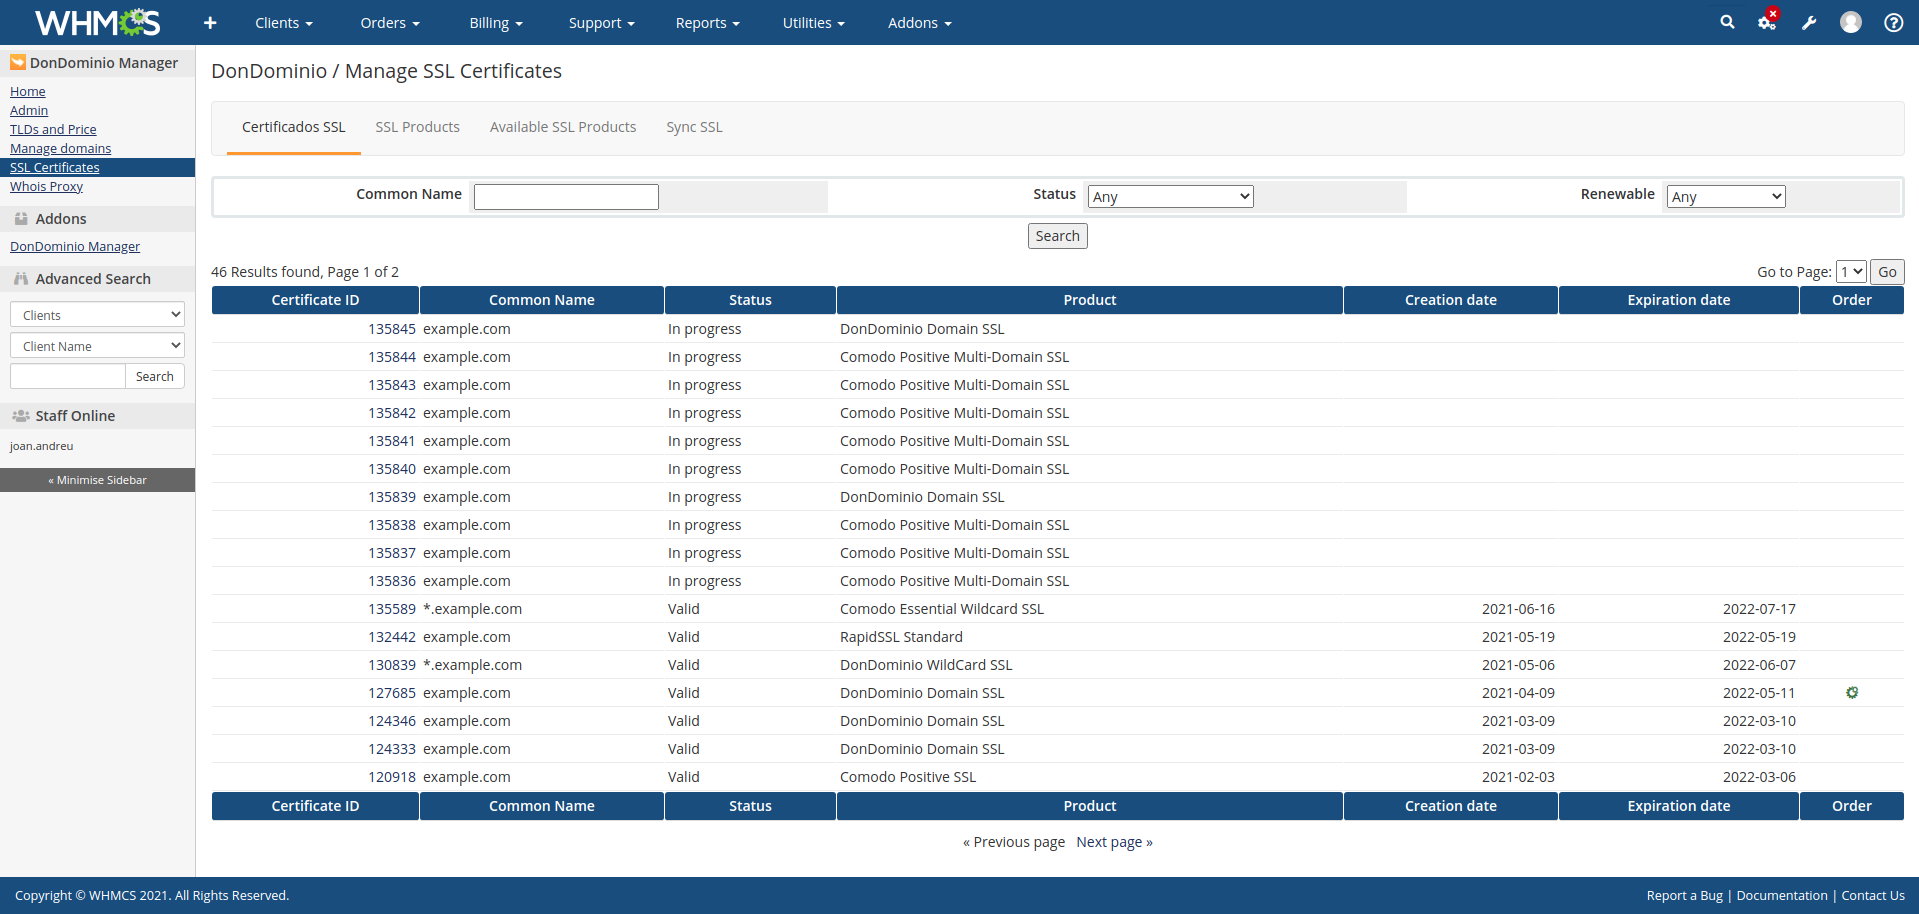 WHMCS + Clients Orders Billing Support Reports Utilities Addons
DonDominio Manager
Home
Admin
TLDs and Price
Manage domains
SSL Certificates
Whois Proxy
Addons
DonDominio Manager
Advanced Search
Clients
Client Name
Search
Staff Online
joan.andreu
« Minimise Sidebar
DonDominio / Manage SSL Certificates
Certificados SSL SSL Products Available SSL Products Sync SSL
Common Name Status Any Renewable Any
Search
46 Results found, Page 1 of 2 Go to Page: 1 Go
Certificate ID Common Name Status Product Creation date Expiration date Order
135845 example.com In progress DonDominio Domain SSL
135844 example.com In progress Comodo Positive Multi-Domain SSL
135843 example.com In progress Comodo Positive Multi-Domain SSL
135842 example.com In progress Comodo Positive Multi-Domain SSL
135841 example.com In progress Comodo Positive Multi-Domain SSL
135840 example.com In progress Comodo Positive Multi-Domain SSL
135839 example.com In progress DonDominio Domain SSL
135838 example.com In progress Comodo Positive Multi-Domain SSL
135837 example.com In progress Comodo Positive Multi-Domain SSL
135836 example.com In progress Comodo Positive Multi-Domain SSL
135589 *.example.com Valid Comodo Essential Wildcard SSL 2021-06-16 2022-07-17
132442 example.com Valid RapidSSL Standard 2021-05-19 2022-05-19
130839 *.example.com Valid DonDominio WildCard SSL 2021-05-06 2022-06-07
127685 example.com Valid DonDominio Domain SSL 2021-04-09 2022-05-11
124346 example.com Valid DonDominio Domain SSL 2021-03-09 2022-03-10
124333 example.com Valid DonDominio Domain SSL 2021-03-09 2022-03-10
120918 example.com Valid Comodo Positive SSL 2021-02-03 2022-03-06
Certificate ID Common Name Status Product Creation date Expiration date Order
« Previous page Next page »
Copyright © WHMCS 2021. All Rights Reserved. Report a Bug | Documentation | Contact Us